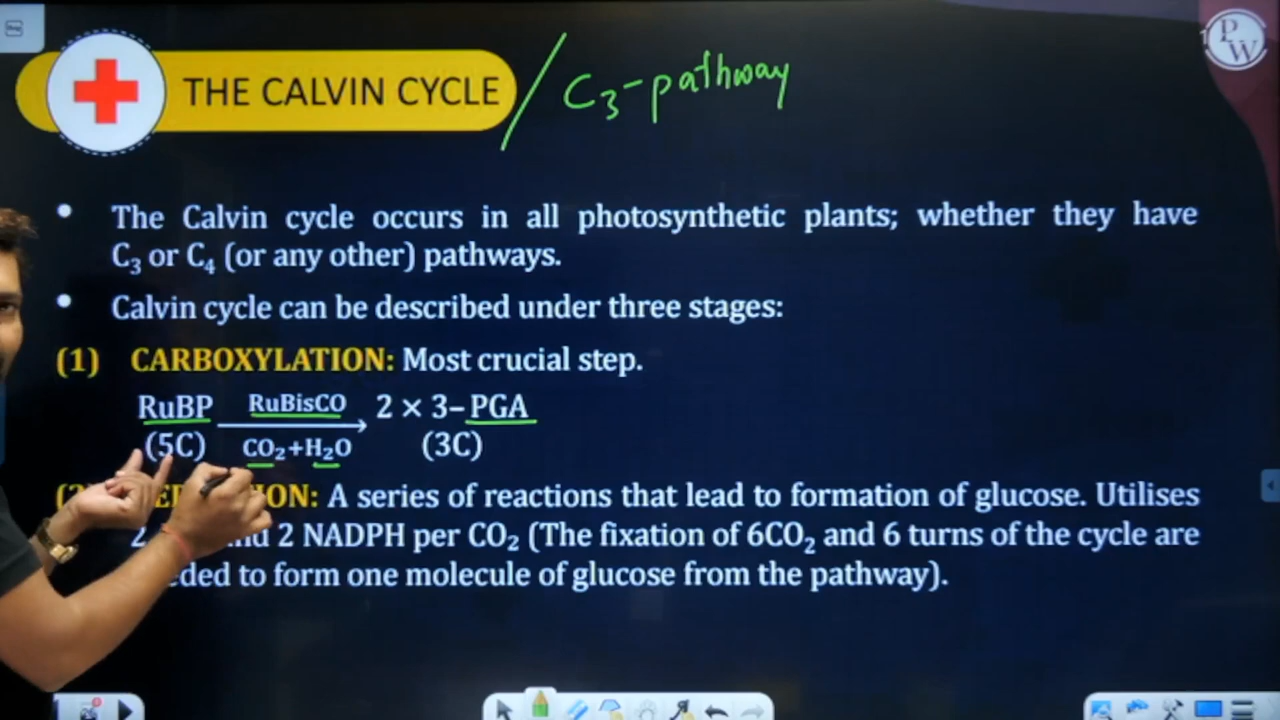 THE CALVIN CYCLE / C₃-pathway
PW
• The Calvin cycle occurs in all photosynthetic plants; whether they have
C₃ or C₄ (or any other) pathways.
• Calvin cycle can be described under three stages:
(1) CARBOXYLATION: Most crucial step.
RuBP RuBisCO 2 × 3–PGA
(5C) CO₂+H₂O (3C)
A series of reactions that lead to formation of glucose. Utilises
2 2 NADPH per CO₂ (The fixation of 6CO₂ and 6 turns of the cycle are
to form one molecule of glucose from the pathway).